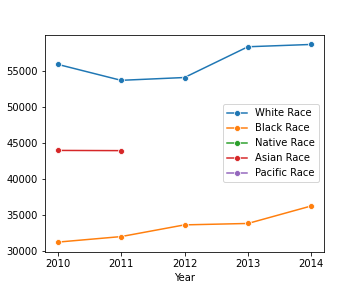 55000
50000
45000
40000
35000
30000
White Race
Black Race
Native Race
Asian Race
Pacific Race
2010 2011 2012 2013 2014
Year